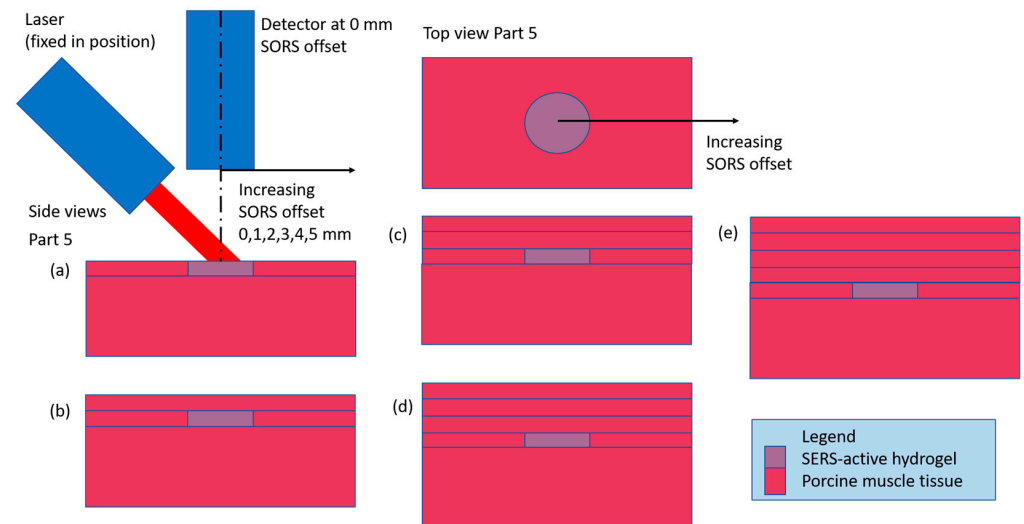 Laser
(fixed in position)
Detector at 0 mm
SORS offset
Increasing
SORS offset
0,1,2,3,4,5 mm
Side views
Part 5
(a)
(b)
Top view Part 5
Increasing
SORS offset
(c)
(d)
(e)
Legend
SERS-active hydrogel
Porcine muscle tissue